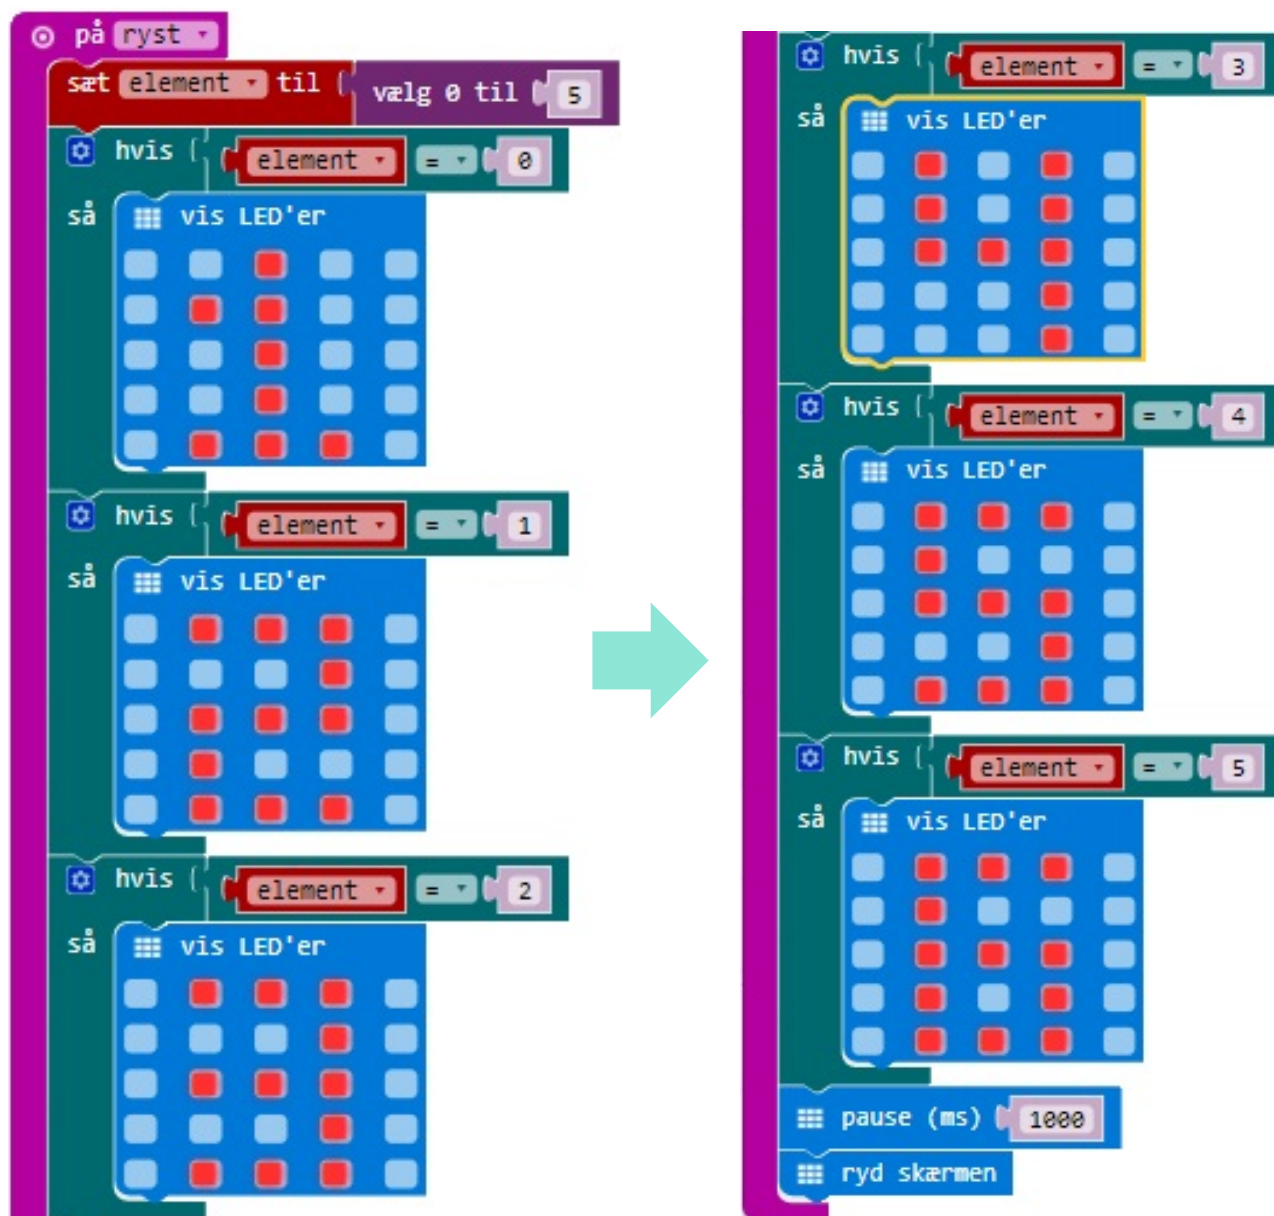 på ryst
sæt element til vælg 0 til 5
hvis element = 0
så vis LED'er
hvis element = 1
så vis LED'er
hvis element = 2
så vis LED'er
hvis element = 3
så vis LED'er
hvis element = 4
så vis LED'er
hvis element = 5
så vis LED'er
pause (ms) 1000
ryd skærmen